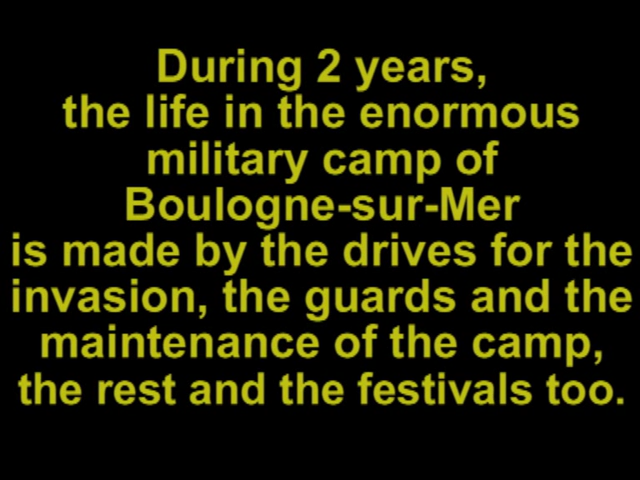 During 2 years,
the life in the enormous
military camp of
Boulogne-sur-Mer
is made by the drives for the
invasion, the guards and the
maintenance of the camp,
the rest and the festivals too.